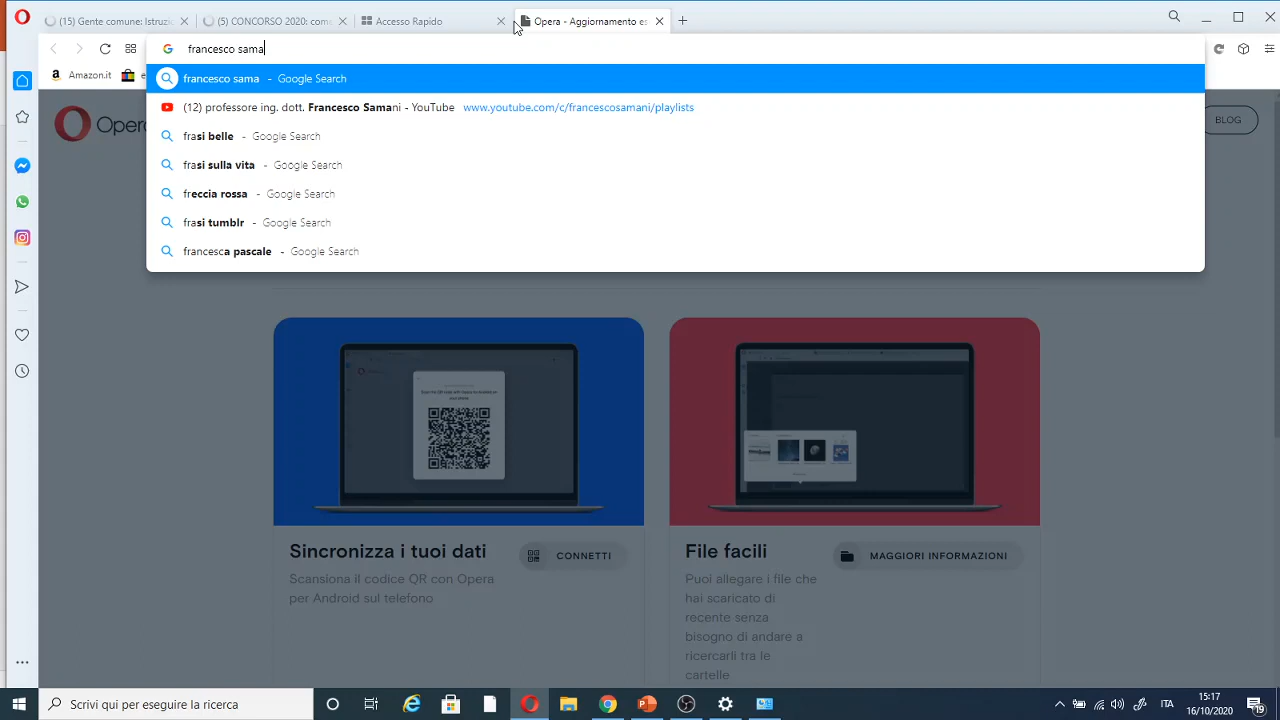 (15) Gente comune: Istruzio
(5) CONCORSO 2020: com
Accesso Rapido
Opera - Aggiornamento es
francesco sama
Amazon.it
francesco sama - Google Search
(12) professore ing. dott. Francesco Samani - YouTube www.youtube.com/c/francescosamani/playlists
frasi belle - Google Search
frasi sulla vita - Google Search
freccia rossa - Google Search
frasi tumblr - Google Search
francesca pascale - Google Search
Opera
BLOG
Sincronizza i tuoi dati
CONNETTI
Scansiona il codice QR con Opera
per Android sul telefono
File facili
MAGGIORI INFORMAZIONI
Puoi allegare i file che
hai scaricato di
recente senza
bisogno di andare a
ricercarli tra le
cartelle
Scrivi qui per eseguire la ricerca
ITA
15:17
16/10/2020
19